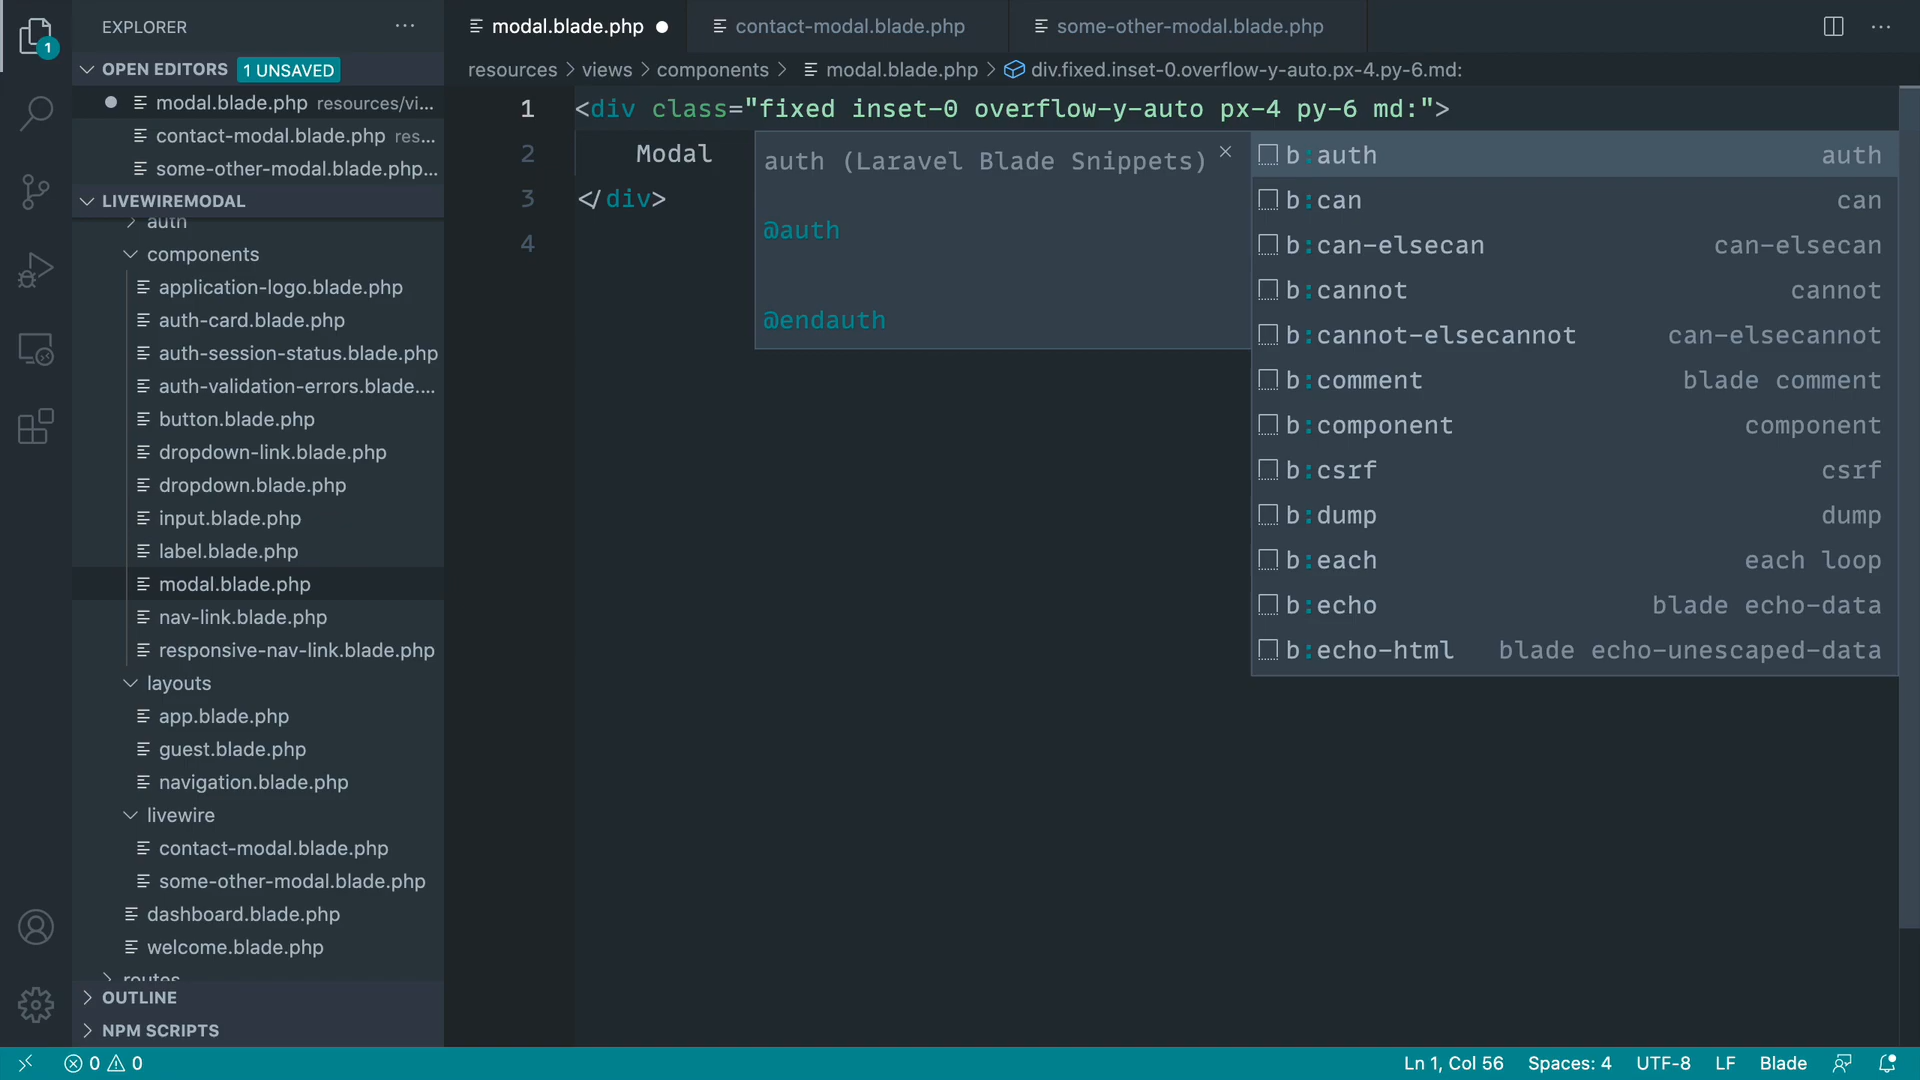 EXPLORER
OPEN EDITORS 1 UNSAVED
modal.blade.php resources/vi...
contact-modal.blade.php res...
some-other-modal.blade.php...
LIVEWIREMODAL
auth
components
application-logo.blade.php
auth-card.blade.php
auth-session-status.blade.php
auth-validation-errors.blade....
button.blade.php
dropdown-link.blade.php
dropdown.blade.php
input.blade.php
label.blade.php
modal.blade.php
nav-link.blade.php
responsive-nav-link.blade.php
layouts
app.blade.php
guest.blade.php
navigation.blade.php
livewire
contact-modal.blade.php
some-other-modal.blade.php
dashboard.blade.php
welcome.blade.php
routes
OUTLINE
NPM SCRIPTS
1
modal.blade.php contact-modal.blade.php some-other-modal.blade.php
resources > views > components > modal.blade.php > div.fixed.inset-0.overflow-y-auto.px-4.py-6.md:
1 <div class="fixed inset-0 overflow-y-auto px-4 py-6 md:">
2 Modal
3 </div>
4
auth (Laravel Blade Snippets)
@auth
@endauth
b:auth auth
b:can can
b:can-elsecan can-elsecan
b:cannot cannot
b:cannot-elsecannot can-elsecannot
b:comment blade comment
b:component component
b:csrf csrf
b:dump dump
b:each each loop
b:echo blade echo-data
b:echo-html blade echo-unescaped-data
0 0 Ln 1, Col 56 Spaces: 4 UTF-8 LF Blade